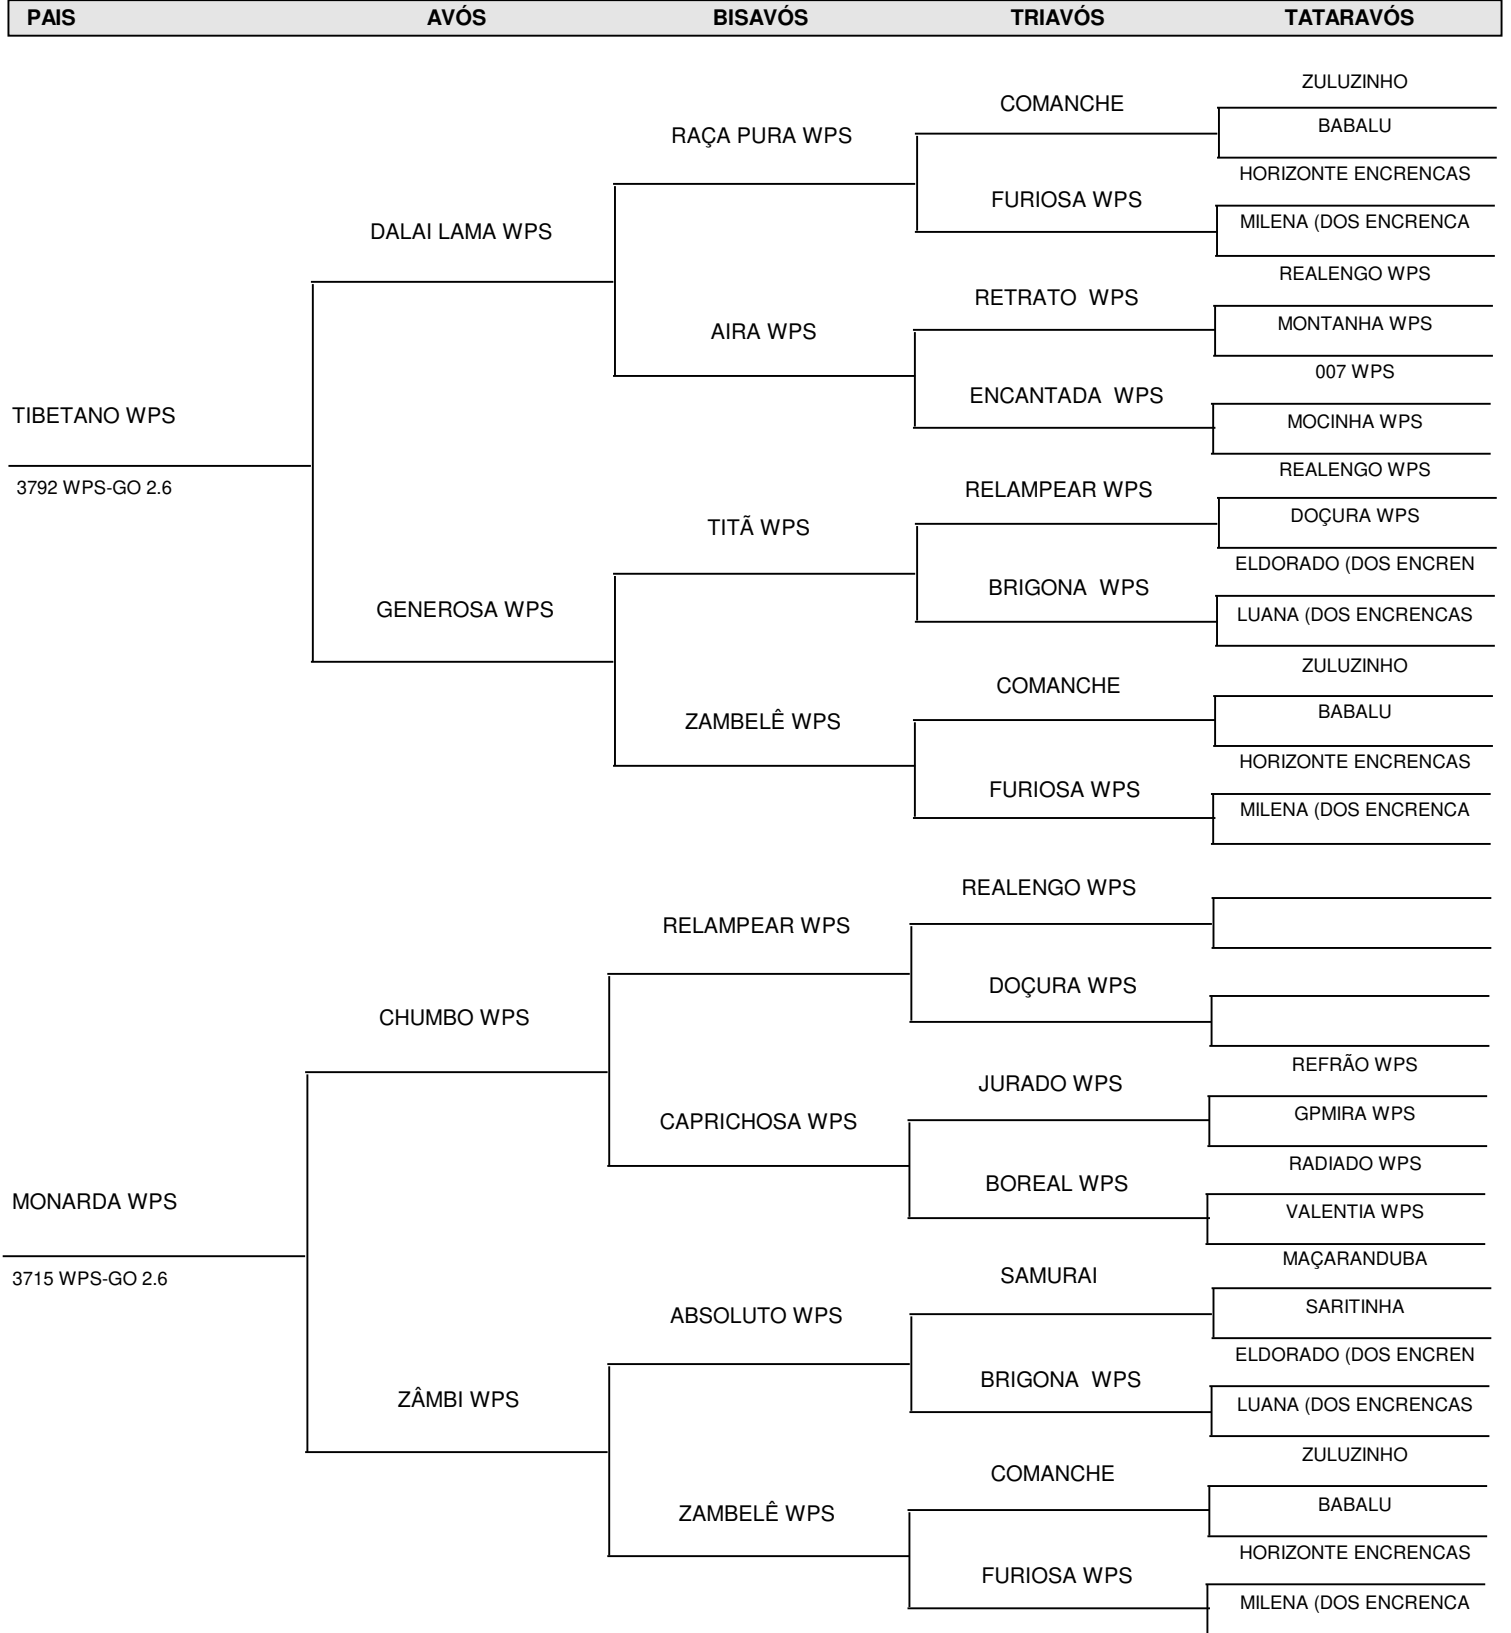 PAIS AVÓS BISAVÓS TRIAVÓS TATARAVÓS
ZULUZINHO
COMANCHE
BABALU
RAÇA PURA WPS
HORIZONTE ENCRENCAS
FURIOSA WPS
MILENA (DOS ENCRENCA
DALAI LAMA WPS
REALENGO WPS
RETRATO WPS
MONTANHA WPS
AIRA WPS
007 WPS
ENCANTADA WPS
TIBETANO WPS
MOCINHA WPS
REALENGO WPS
3792 WPS-GO 2.6
RELAMPEAR WPS
DOÇURA WPS
TITÃ WPS
ELDORADO (DOS ENCREN
BRIGONA WPS
GENEROSA WPS
LUANA (DOS ENCRENCAS
ZULUZINHO
COMANCHE
BABALU
ZAMBELÊ WPS
HORIZONTE ENCRENCAS
FURIOSA WPS
MILENA (DOS ENCRENCA
REALENGO WPS
RELAMPEAR WPS
DOÇURA WPS
CHUMBO WPS
REFRÃO WPS
JURADO WPS
GPMIRA WPS
CAPRICHOSA WPS
RADIADO WPS
BOREAL WPS
MONARDA WPS
VALENTIA WPS
MAÇARANDUBA
3715 WPS-GO 2.6
SAMURAI
SARITINHA
ABSOLUTO WPS
ELDORADO (DOS ENCREN
BRIGONA WPS
ZÂMBI WPS
LUANA (DOS ENCRENCAS
ZULUZINHO
COMANCHE
BABALU
ZAMBELÊ WPS
HORIZONTE ENCRENCAS
FURIOSA WPS
MILENA (DOS ENCRENCA